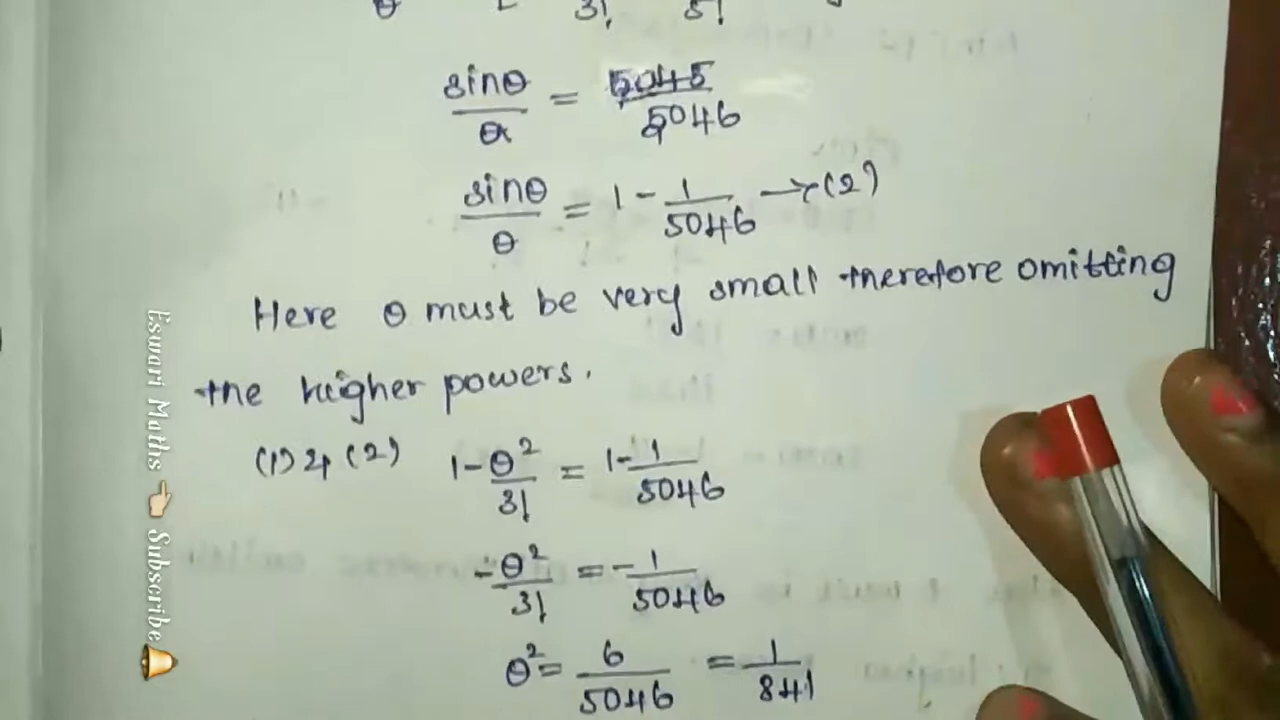 θ 3! 5!
sinθ/θ = 5045/5046
sinθ/θ = 1 - 1/5046 → (2)
Here θ must be very small therefore omitting
the higher powers.
(1) & (2) 1 - θ²/3! = 1 - 1/5046
-θ²/3! = -1/5046
θ² = 6/5046 = 1/841
Eswari Maths 👈🏻 Subscribe🔔